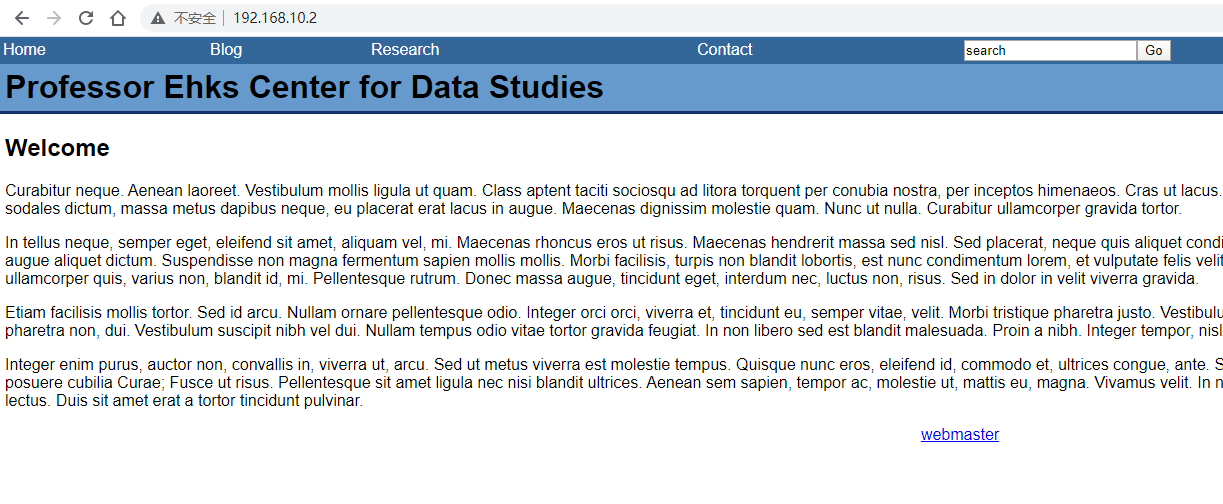 不安全 192.168.10.2
Home Blog Research Contact search Go
Professor Ehks Center for Data Studies
Welcome
Curabitur neque. Aenean laoreet. Vestibulum mollis ligula ut quam. Class aptent taciti sociosqu ad litora torquent per conubia nostra, per inceptos himenaeos. Cras ut lacus.
sodales dictum, massa metus dapibus neque, eu placerat erat lacus in augue. Maecenas dignissim molestie quam. Nunc ut nulla. Curabitur ullamcorper gravida tortor.
In tellus neque, semper eget, eleifend sit amet, aliquam vel, mi. Maecenas rhoncus eros ut risus. Maecenas hendrerit massa sed nisl. Sed placerat, neque quis aliquet condi
augue aliquet dictum. Suspendisse non magna fermentum sapien mollis mollis. Morbi facilisis, turpis non blandit lobortis, est nunc condimentum lorem, et vulputate felis velit
ullamcorper quis, varius non, blandit id, mi. Pellentesque rutrum. Donec massa augue, tincidunt eget, interdum nec, luctus non, risus. Sed in dolor in velit viverra gravida.
Etiam facilisis mollis tortor. Sed id arcu. Nullam ornare pellentesque odio. Integer orci orci, viverra et, tincidunt eu, semper vitae, velit. Morbi tristique pharetra justo. Vestibulu
pharetra non, dui. Vestibulum suscipit nibh vel dui. Nullam tempus odio vitae tortor gravida feugiat. In non libero sed est blandit malesuada. Proin a nibh. Integer tempor, nisl
Integer enim purus, auctor non, convallis in, viverra ut, arcu. Sed ut metus viverra est molestie tempus. Quisque nunc eros, eleifend id, commodo et, ultrices congue, ante. S
posuere cubilia Curae; Fusce ut risus. Pellentesque sit amet ligula nec nisi blandit ultrices. Aenean sem sapien, tempor ac, molestie ut, mattis eu, magna. Vivamus velit. In n
lectus. Duis sit amet erat a tortor tincidunt pulvinar.
webmaster